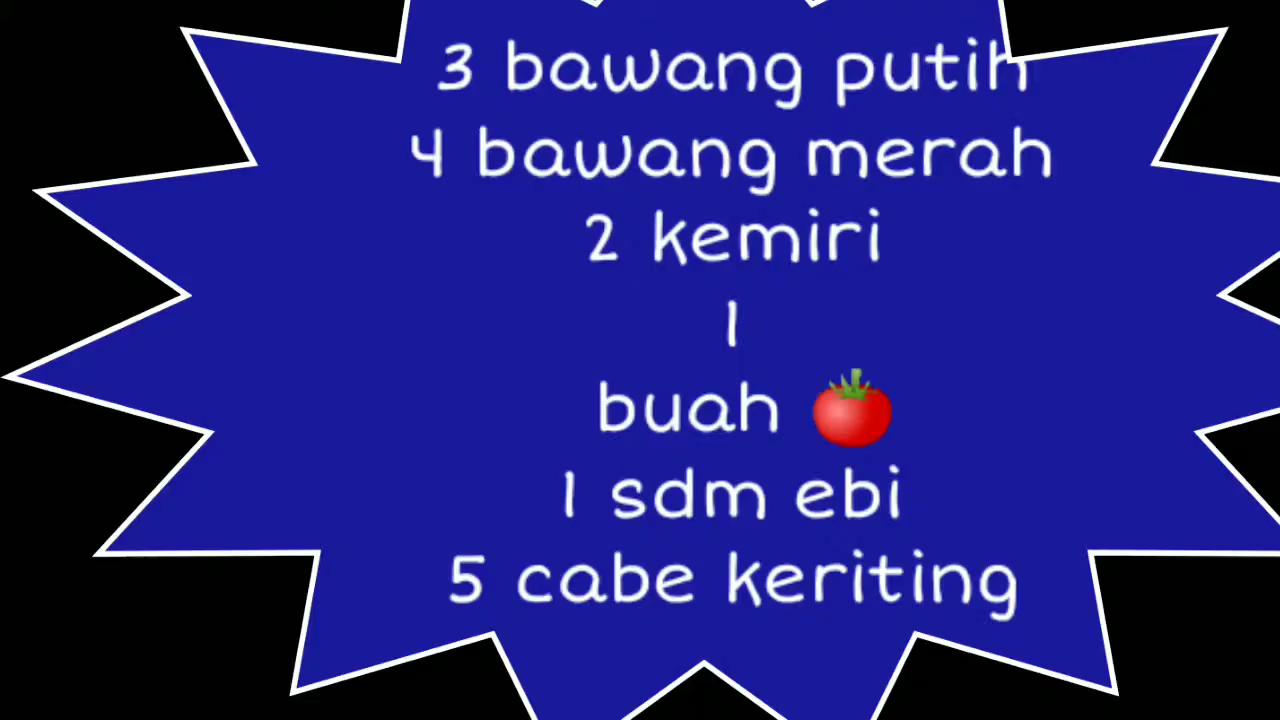 3 bawang putih
4 bawang merah
2 kemiri
1
buah 🍅
1 sdm ebi
5 cabe keriting